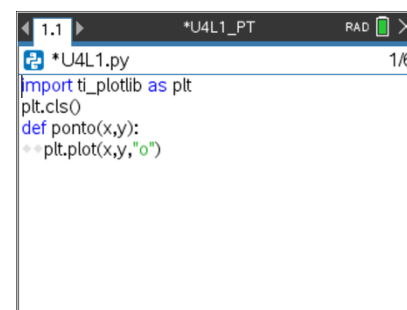 1.1 *U4L1_PT RAD
*U4L1.py 1/6
import ti_plotlib as plt
plt.cls()
def ponto(x,y):
plt.plot(x,y,"o")